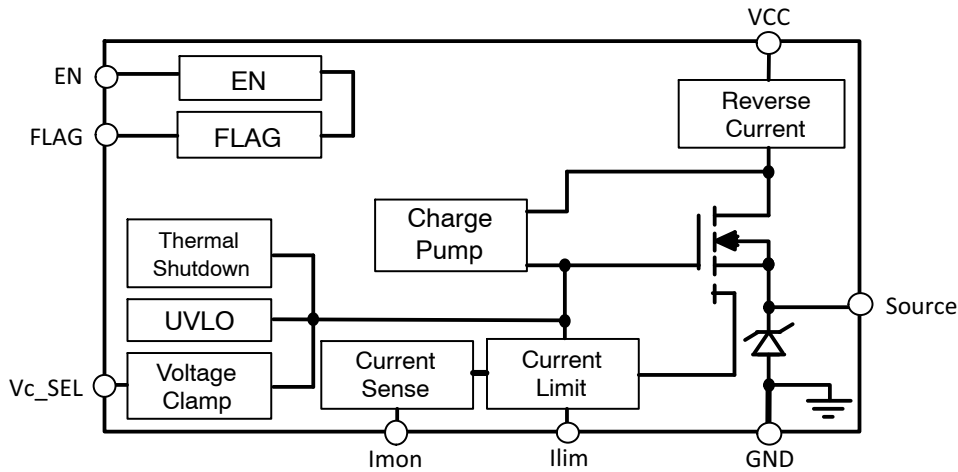 VCC
EN
EN
Reverse
Current
FLAG
FLAG
Charge
Pump
Thermal
Shutdown
UVLO
Source
Vc_SEL
Voltage
Clamp
Current
Sense
Current
Limit
Imon
Ilim
GND